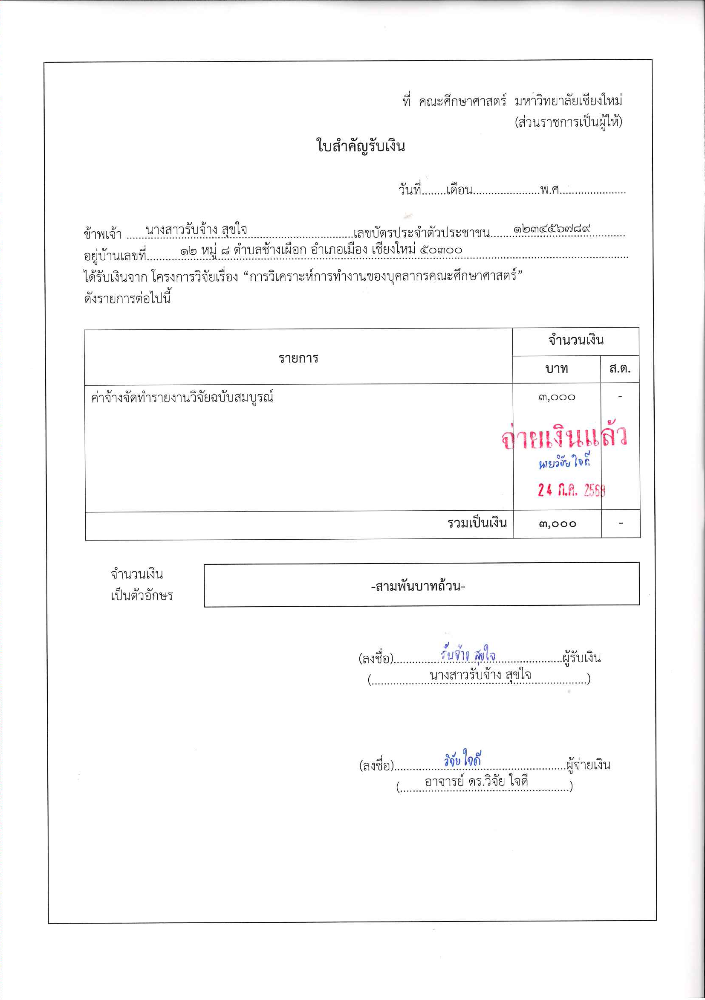 ที่ คณะศึกษาศาสตร์ มหาวิทยาลัยเชียงใหม่
(ส่วนราชการเป็นผู้ให้)
ใบสำคัญรับเงิน
วันที่........เดือน......................พ.ศ......................
ข้าพเจ้า ......นางสาวรับจ้าง สุขใจ..................................เลขบัตรประจำตัวประชาชน.......๑๒๓๔๕๖๗๘๙...........
อยู่บ้านเลขที่...........๑๒ หมู่ ๘ ตำบลช้างเผือก อำเภอเมือง เชียงใหม่ ๕๐๓๐๐......................................................
ได้รับเงินจาก โครงการวิจัยเรื่อง “การวิเคราะห์การทำงานของบุคลากรคณะศึกษาศาสตร์”
ดังรายการต่อไปนี้
รายการ จำนวนเงิน
บาท ส.ต.
ค่าจ้างจัดทำรายงานวิจัยฉบับสมบูรณ์ ๓,๐๐๐ -
จ่ายเงินแล้ว
นายวิจัย ใจดี
24 ก.ค. 2568
รวมเป็นเงิน ๓,๐๐๐ -
จำนวนเงิน
เป็นตัวอักษร -สามพันบาทถ้วน-
(ลงชื่อ)...............รับจ้าง สุขใจ......................ผู้รับเงิน
(...................นางสาวรับจ้าง สุขใจ..................)
(ลงชื่อ)................วิจัย ใจดี...........................ผู้จ่ายเงิน
(........อาจารย์ ดร.วิจัย ใจดี.............)